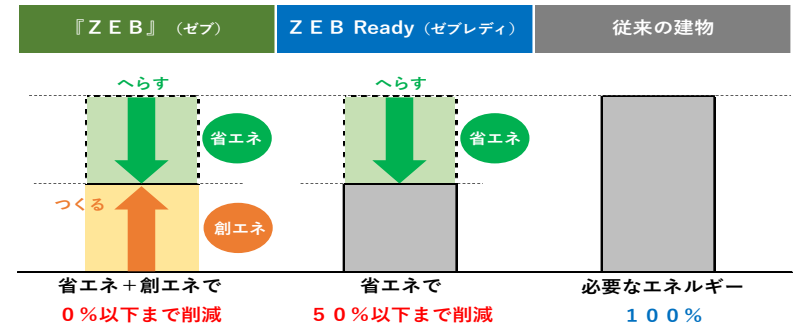 『ＺＥＢ』（ゼブ）
ＺＥＢ Ready（ゼブレディ）
従来の建物
へらす
省エネ
つくる
創エネ
へらす
省エネ
省エネ＋創エネで
０％以下まで削減
省エネで
５０％以下まで削減
必要なエネルギー
１００％